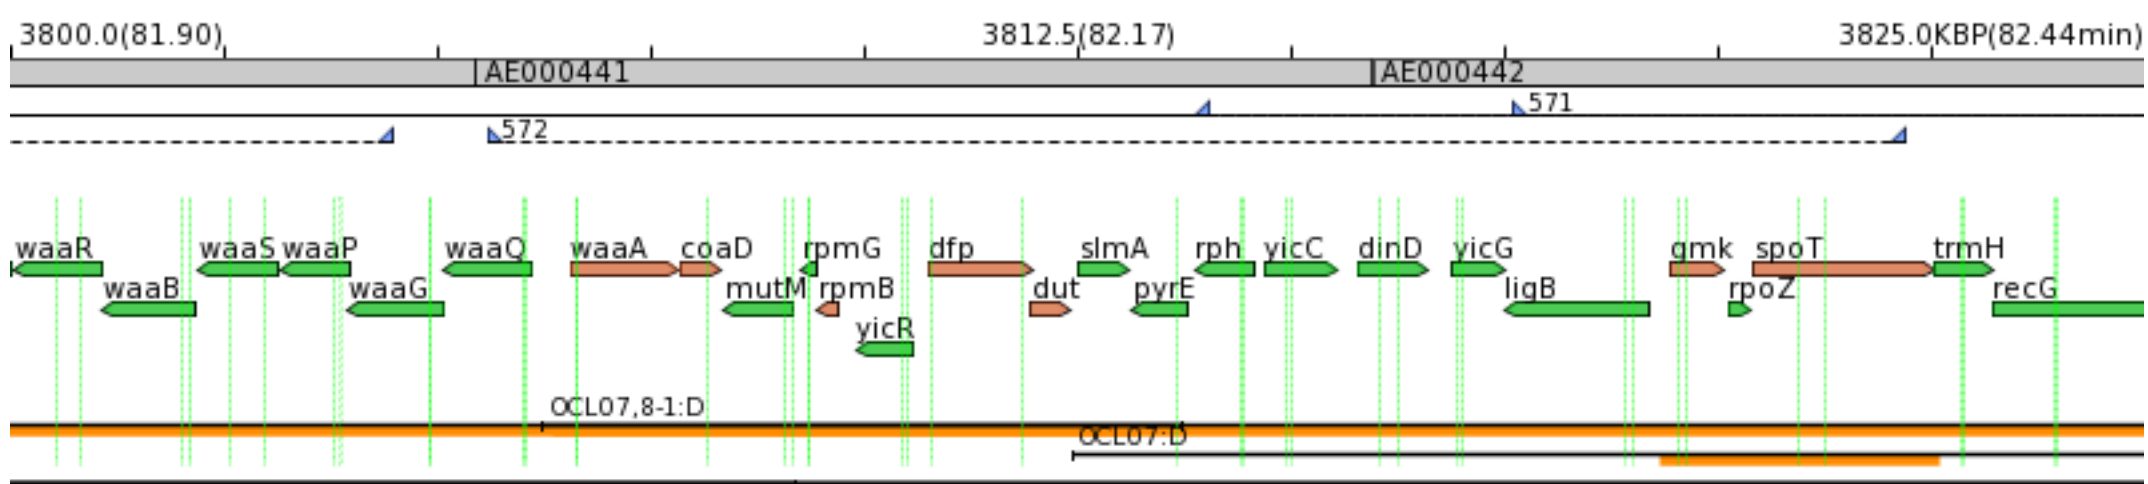 3800.0(81.90) 3812.5(82.17) 3825.0KBP(82.44min)
AE000441 AE000442
571
572
waaR waaS waaP waaQ waaA coaD rpmG dfp slmA rph yicC dinD yicG gmk spoT trmH
waaB waaG mutM rpmB dut pyrE ligB rpoZ recG
yicR
OCL07,8-1:D
OCL07:D